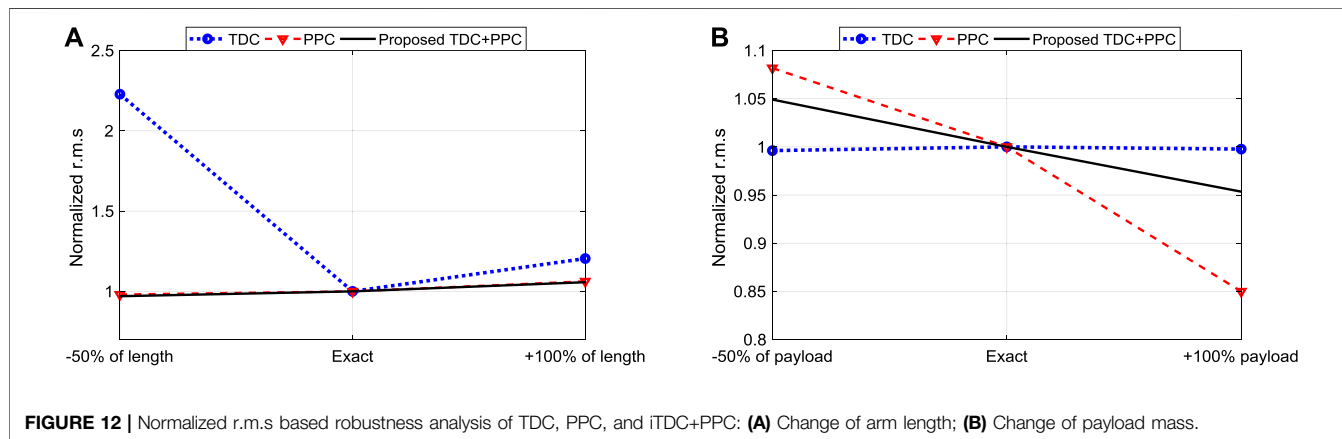 A
TDC PPC Proposed TDC+PPC
2.5
2
1.5
1
Normalized r.m.s
-50% of length Exact +100% of length
B
TDC PPC Proposed TDC+PPC
1.1
1.05
1
0.95
0.9
0.85
0.8
Normalized r.m.s
-50% of payload Exact +100% payload
FIGURE 12 | Normalized r.m.s based robustness analysis of TDC, PPC, and iTDC+PPC: (A) Change of arm length; (B) Change of payload mass.